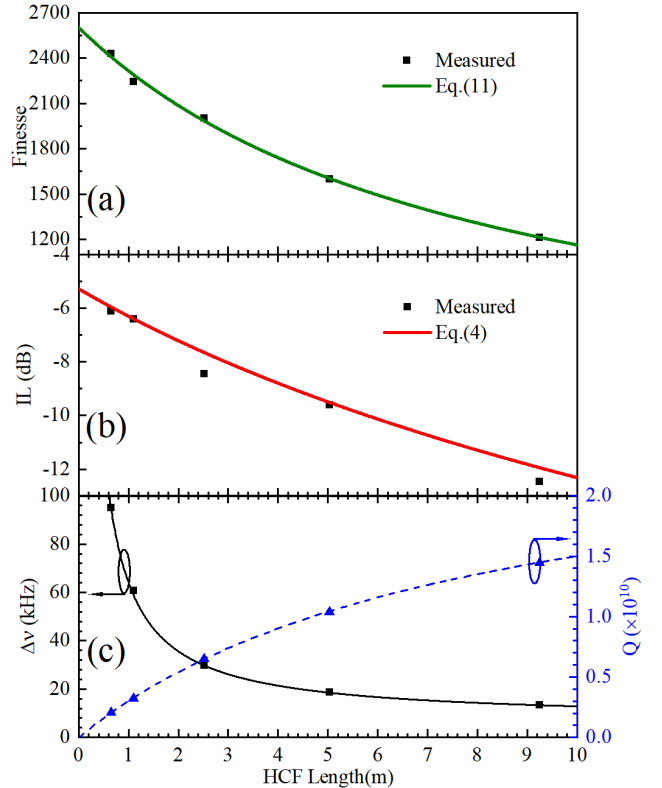 2700
2400
2100
1800
1500
1200
Finesse
Measured
Eq.(11)
(a)
-4
-6
-8
-10
-12
IL (dB)
Measured
Eq.(4)
(b)
100
80
60
40
20
0
Δν (kHz)
(c)
2.0
1.5
1.0
0.5
0.0
Q (×10¹⁰)
0 1 2 3 4 5 6 7 8 9 10
HCF Length(m)